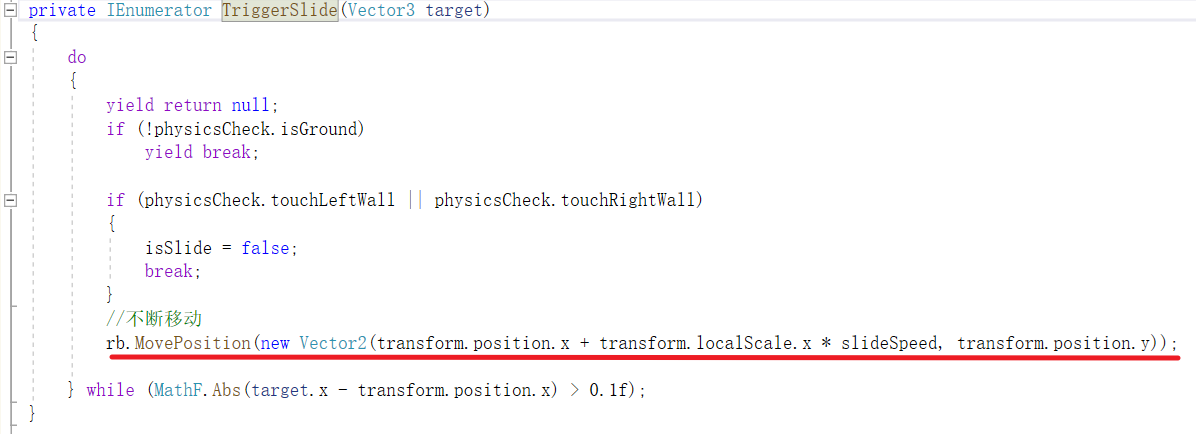 private IEnumerator TriggerSlide(Vector3 target)
{
do
{
yield return null;
if (!physicsCheck.isGround)
yield break;
if (physicsCheck.touchLeftWall || physicsCheck.touchRightWall)
{
isSlide = false;
break;
}
//不断移动
rb.MovePosition(new Vector2(transform.position.x + transform.localScale.x * slideSpeed, transform.position.y));
} while (MathF.Abs(target.x - transform.position.x) > 0.1f);
}